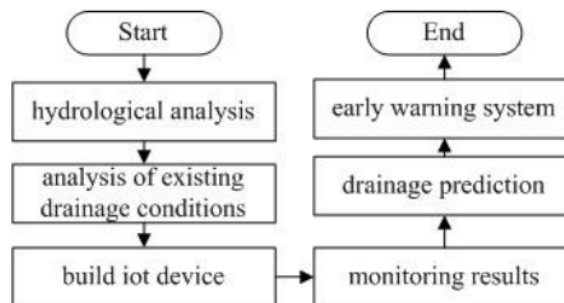 Start
hydrological analysis
analysis of existing
drainage conditions
build iot device
monitoring results
drainage prediction
early warning system
End